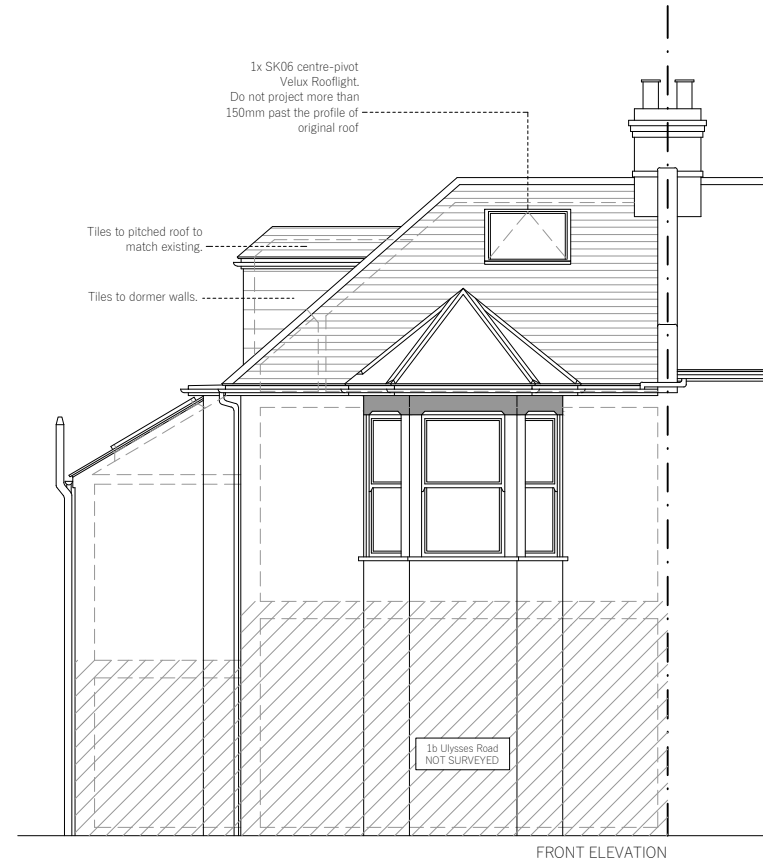 1x SK06 centre-pivot
Velux Rooflight.
Do not project more than
150mm past the profile of
original roof
Tiles to pitched roof to
match existing.
Tiles to dormer walls.
1b Ulysses Road
NOT SURVEYED
FRONT ELEVATION